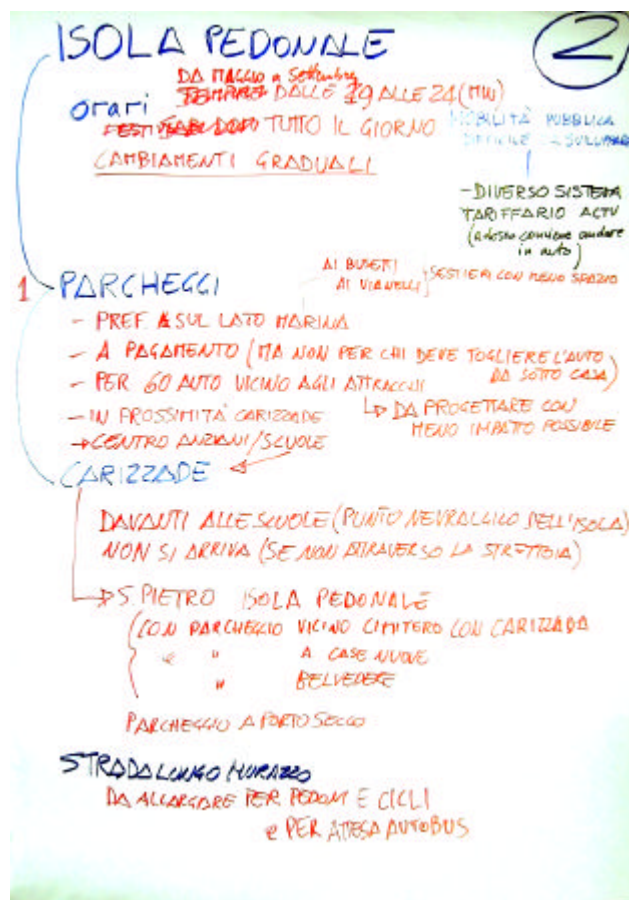 2
ISOLA PEDONALE
DA MAGGIO a Settembre
SEMPRE DALLE 19 ALLE 24 (MIN)
orari
TUTTO IL GIORNO
MOBILITÀ PUBBLICA
DIFFICILE
CAMBIAMENTI GRADUALI
- DIVERSO SISTEMA
TARIFFARIO ACTV
(adesso conviene andare
in auto)
AI BUSETTI
AI VIANELLI
SESTIERI CON MENO SPAZIO
1 PARCHEGGI
- PREF. SUL LATO MARINA
- A PAGAMENTO (MA NON PER CHI DEVE TOGLIERE L'AUTO
DA SOTTO CASA)
- PER 60 AUTO VICINO AGLI ATTRACCHI
↳ DA PROGETTARE CON
MENO IMPATTO POSSIBILE
- IN PROSSIMITÀ CARIZZADE
→ CENTRO ANZIANI/SCUOLE
CARIZZADE
DAVANTI ALLE SCUOLE (PUNTO NEVRALGICO DELL'ISOLA)
NON SI ARRIVA (SE NON ATTRAVERSO LA STRETTOIA)
→ S. PIETRO ISOLA PEDONALE
(CON PARCHEGGIO VICINO CIMITERO CON CARIZZADA
e " A CASE NUOVE
" BELVEDERE
PARCHEGGIO A PORTOSECCO
STRADA LUNGO MURAZZO
DA ALLARGARE PER PEDONI E CICLI
e PER ATTESA AUTOBUS